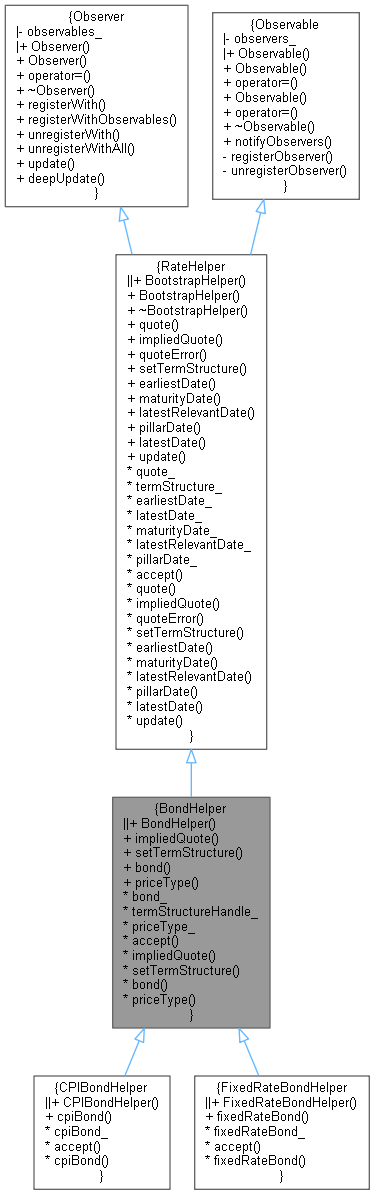 {Observer
|- observables_
|+ Observer()
+ Observer()
+ operator=()
+ ~Observer()
+ registerWith()
+ registerWithObservables()
+ unregisterWith()
+ unregisterWithAll()
+ update()
+ deepUpdate()
}
{Observable
|- observers_
|+ Observable()
+ Observable()
+ operator=()
+ Observable()
+ operator=()
+ ~Observable()
+ notifyObservers()
- registerObserver()
- unregisterObserver()
}
{RateHelper
||+ BootstrapHelper()
+ BootstrapHelper()
+ ~BootstrapHelper()
+ quote()
+ impliedQuote()
+ quoteError()
+ setTermStructure()
+ earliestDate()
+ maturityDate()
+ latestRelevantDate()
+ pillarDate()
+ latestDate()
+ update()
* quote_
* termStructure_
* earliestDate_
* latestDate_
* maturityDate_
* latestRelevantDate_
* pillarDate_
* accept()
* quote()
* impliedQuote()
* quoteError()
* setTermStructure()
* earliestDate()
* maturityDate()
* latestRelevantDate()
* pillarDate()
* latestDate()
* update()
}
{BondHelper
||+ BondHelper()
+ impliedQuote()
+ setTermStructure()
+ bond()
+ priceType()
* bond_
* termStructureHandle_
* priceType_
* accept()
* impliedQuote()
* setTermStructure()
* bond()
* priceType()
}
{CPIBondHelper
||+ CPIBondHelper()
+ cpiBond()
* cpiBond_
* accept()
* cpiBond()
}
{FixedRateBondHelper
||+ FixedRateBondHelper()
+ fixedRateBond()
* fixedRateBond_
* accept()
* fixedRateBond()
}